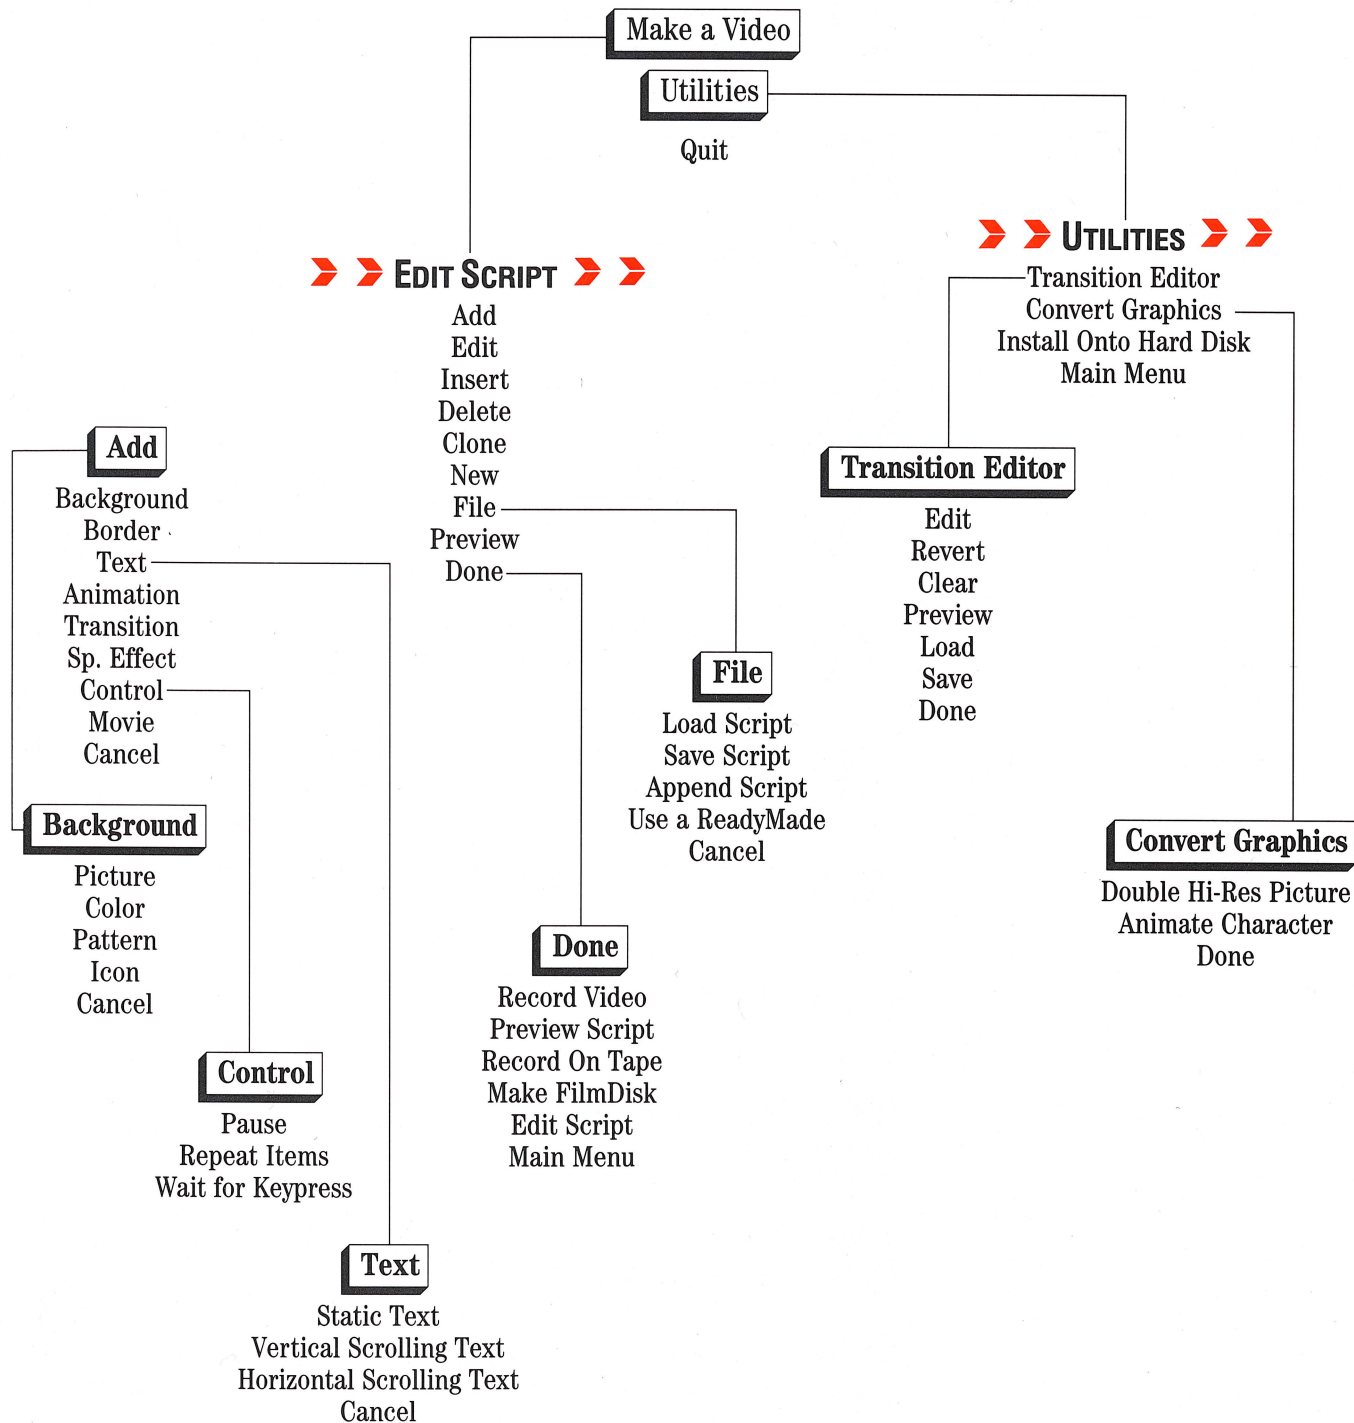 Make a Video
Utilities
Quit
EDIT SCRIPT
Add
Edit
Insert
Delete
Clone
New
File
Preview
Done
UTILITIES
Transition Editor
Convert Graphics
Install Onto Hard Disk
Main Menu
Add
Background
Border
Text
Animation
Transition
Sp. Effect
Control
Movie
Cancel
Background
Picture
Color
Pattern
Icon
Cancel
Control
Pause
Repeat Items
Wait for Keypress
Text
Static Text
Vertical Scrolling Text
Horizontal Scrolling Text
Cancel
Done
Record Video
Preview Script
Record On Tape
Make FilmDisk
Edit Script
Main Menu
File
Load Script
Save Script
Append Script
Use a ReadyMade
Cancel
Transition Editor
Edit
Revert
Clear
Preview
Load
Save
Done
Convert Graphics
Double Hi-Res Picture
Animate Character
Done